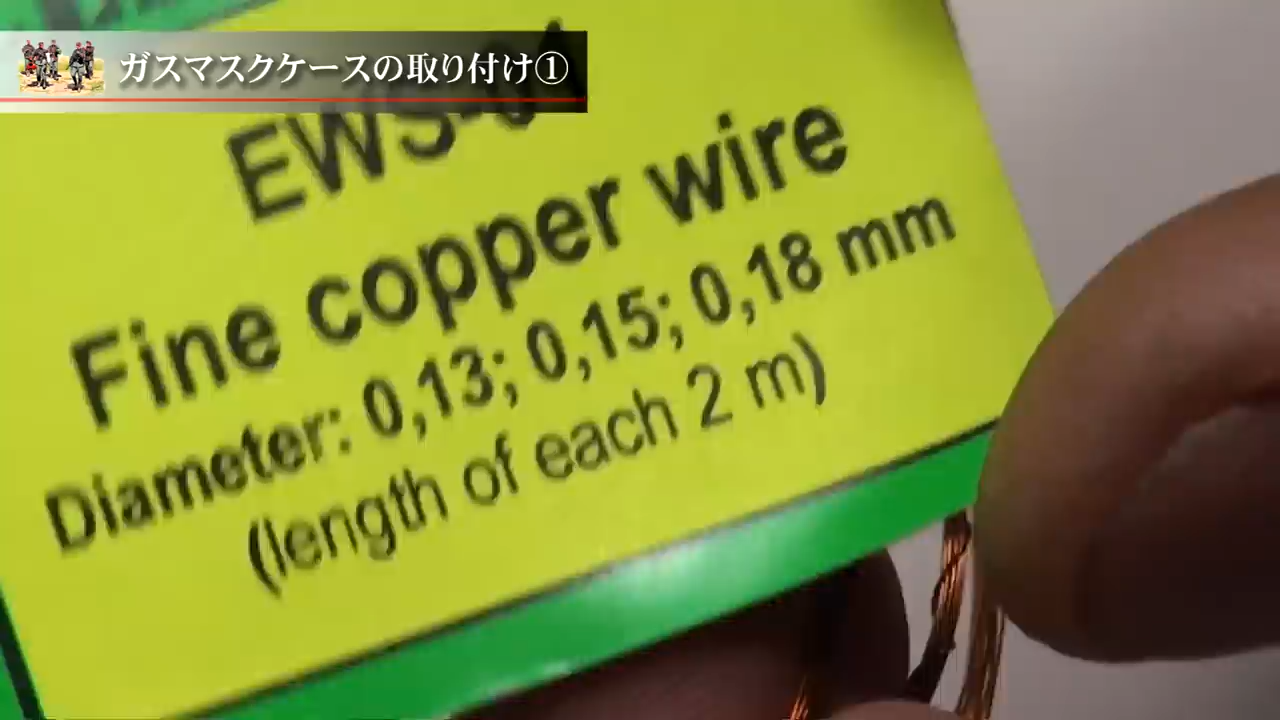 ガスマスクケースの取り付け①
Fine copper wire
Diameter: 0,13; 0,15; 0,18 mm
(length of each 2 m)